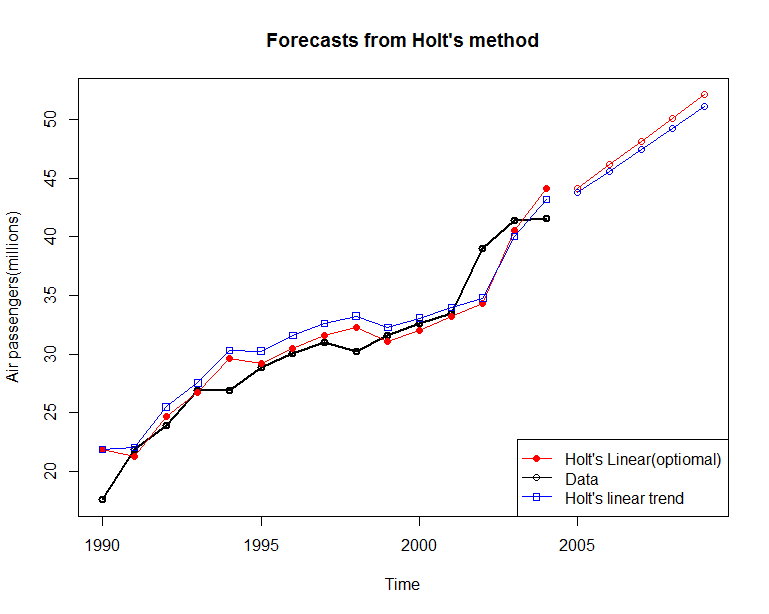 Forecasts from Holt's method
Air passengers(millions)
50
45
40
35
30
25
20
1990 1995 2000 2005
Time
Holt's Linear(optiomal)
Data
Holt's linear trend